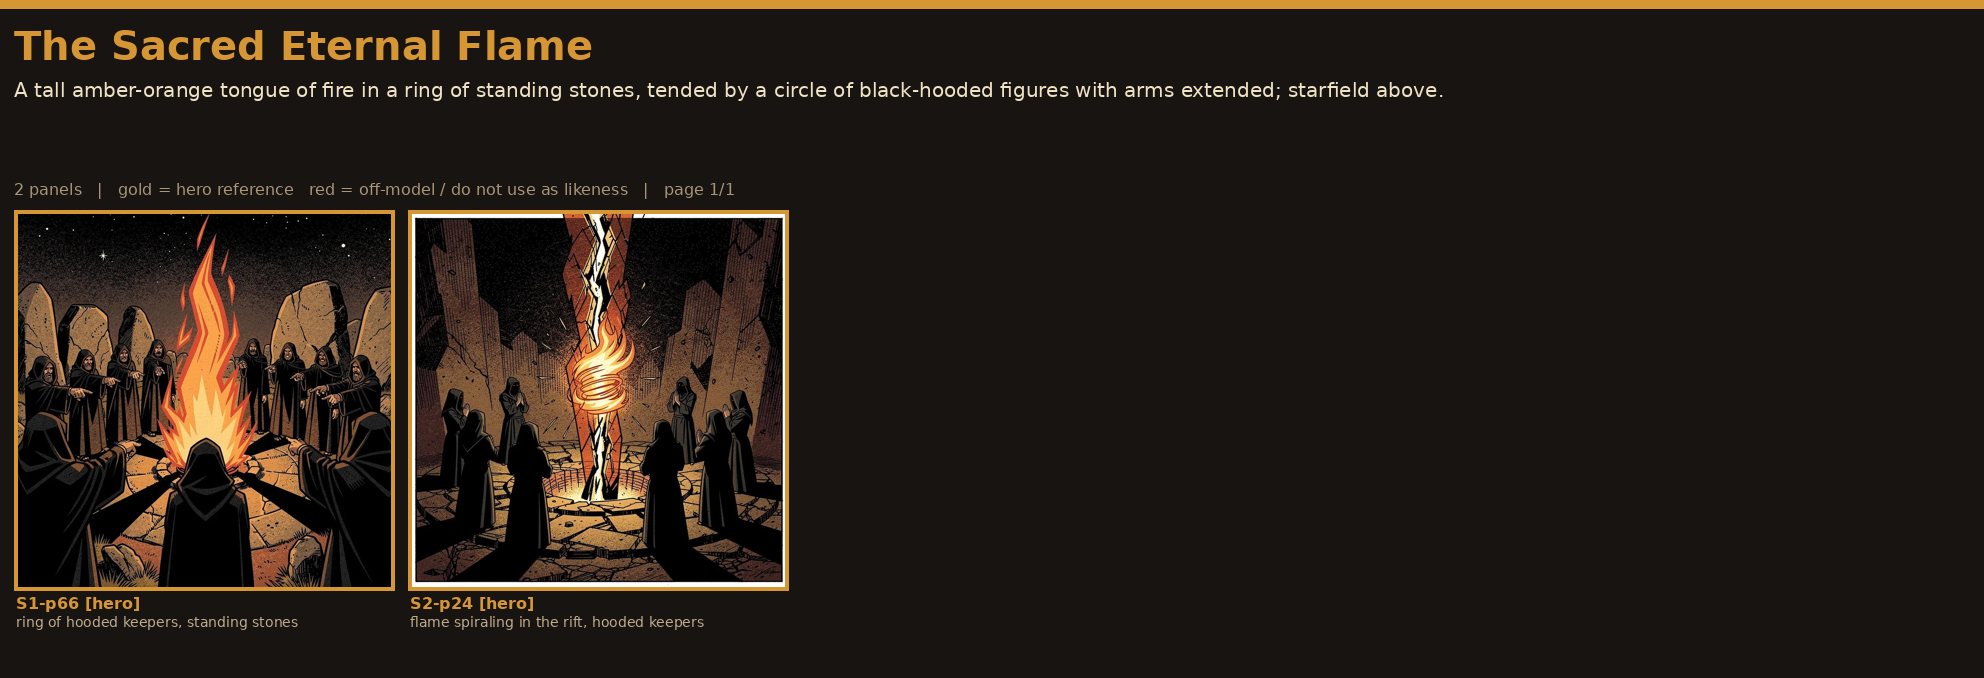 The Sacred Eternal Flame
A tall amber-orange tongue of fire in a ring of standing stones, tended by a circle of black-hooded figures with arms extended; starfield above.
2 panels | gold = hero reference red = off-model / do not use as likeness | page 1/1
S1-p66 [hero]
ring of hooded keepers, standing stones
S2-p24 [hero]
flame spiraling in the rift, hooded keepers